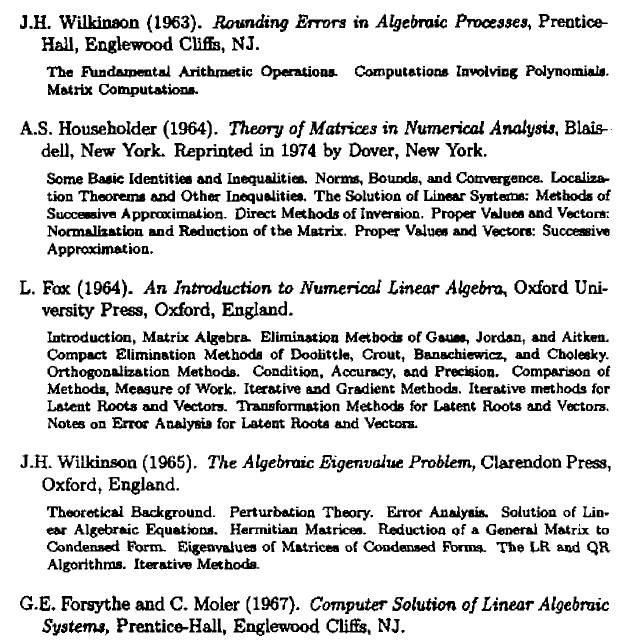 J.H. Wilkinson (1963). Rounding Errors in Algebraic Processes, Prentice-
Hall, Englewood Cliffs, NJ.
The Fundamental Arithmetic Operations. Computations Involving Polynomials.
Matrix Computations.
A.S. Householder (1964). Theory of Matrices in Numerical Analysis, Blais-
dell, New York. Reprinted in 1974 by Dover, New York.
Some Basic Identities and Inequalities. Norms, Bounds, and Convergence. Localiza-
tion Theorems and Other Inequalities. The Solution of Linear Systems: Methods of
Successive Approximation. Direct Methods of Inversion. Proper Values and Vectors:
Normalization and Reduction of the Matrix. Proper Values and Vectors: Successive
Approximation.
L. Fox (1964). An Introduction to Numerical Linear Algebra, Oxford Uni-
versity Press, Oxford, England.
Introduction, Matrix Algebra. Elimination Methods of Gauss, Jordan, and Aitken.
Compact Elimination Methods of Doolittle, Crout, Banachiewicz, and Cholesky.
Orthogonalization Methods. Condition, Accuracy, and Precision. Comparison of
Methods, Measure of Work. Iterative and Gradient Methods. Iterative methods for
Latent Roots and Vectors. Transformation Methods for Latent Roots and Vectors.
Notes on Error Analysis for Latent Roots and Vectors.
J.H. Wilkinson (1965). The Algebraic Eigenvalue Problem, Clarendon Press,
Oxford, England.
Theoretical Background. Perturbation Theory. Error Analysis. Solution of Lin-
ear Algebraic Equations. Hermitian Matrices. Reduction of a General Matrix to
Condensed Form. Eigenvalues of Matrices of Condensed Forms. The LR and QR
Algorithms. Iterative Methods.
G.E. Forsythe and C. Moler (1967). Computer Solution of Linear Algebraic
Systems, Prentice-Hall, Englewood Cliffs, NJ.